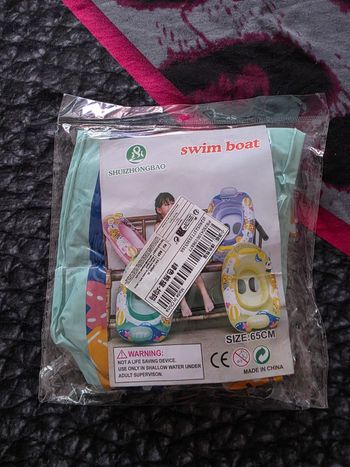 SHUIZHONGBAO
swim boat
SIZE:65CM
WARNING:
NOT A LIFE SAVING DEVICE.
USE ONLY IN SHALLOW WATER UNDER
ADULT SUPERVISON.
CE
MADE IN CHINA